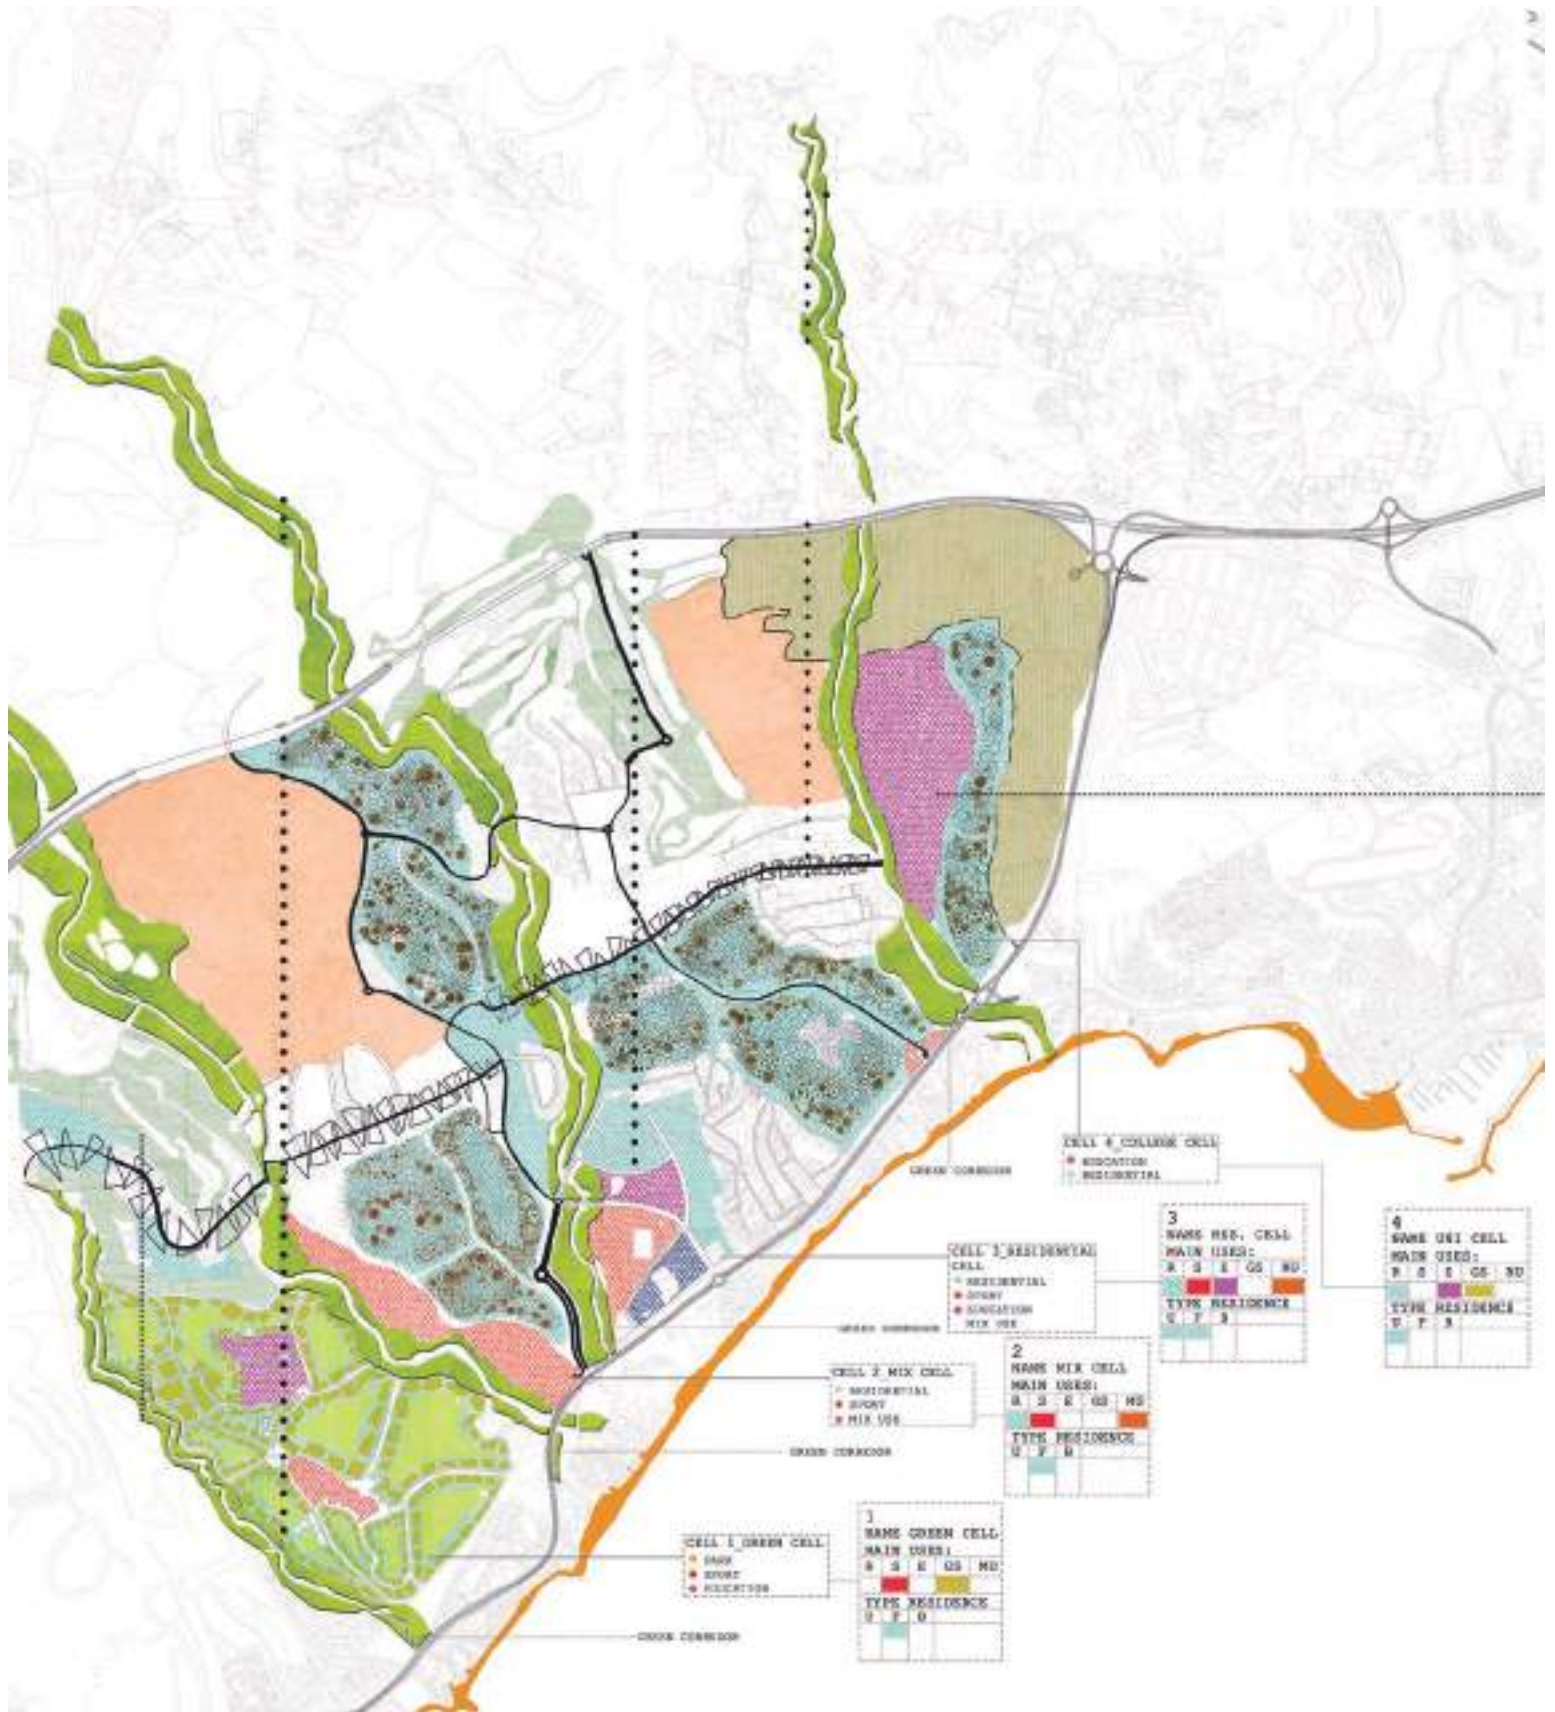 CELL 4_COLLEGE CELL
EDUCATION
RESIDENTIAL
GREEN CORRIDOR
3
NAME RES. CELL
MAIN USES:
R S E GS MU
TYPE RESIDENCE
U F B
4
NAME UNI CELL
MAIN USES:
R S E GS MU
TYPE RESIDENCE
U F B
CELL 3_RESIDENTIAL
CELL
RESIDENTIAL
SPORT
EDUCATION
MIX USE
GREEN CORRIDOR
2
NAME MIX CELL
MAIN USES:
R S E GS MU
TYPE RESIDENCE
U F B
CELL 2 MIX CELL
RESIDENTIAL
SPORT
MIX USE
GREEN CORRIDOR
1
NAME GREEN CELL
MAIN USES:
R S E GS MU
TYPE RESIDENCE
U F B
CELL 1_GREEN CELL
PARK
SPORT
EDUCATION
GREEN CORRIDOR